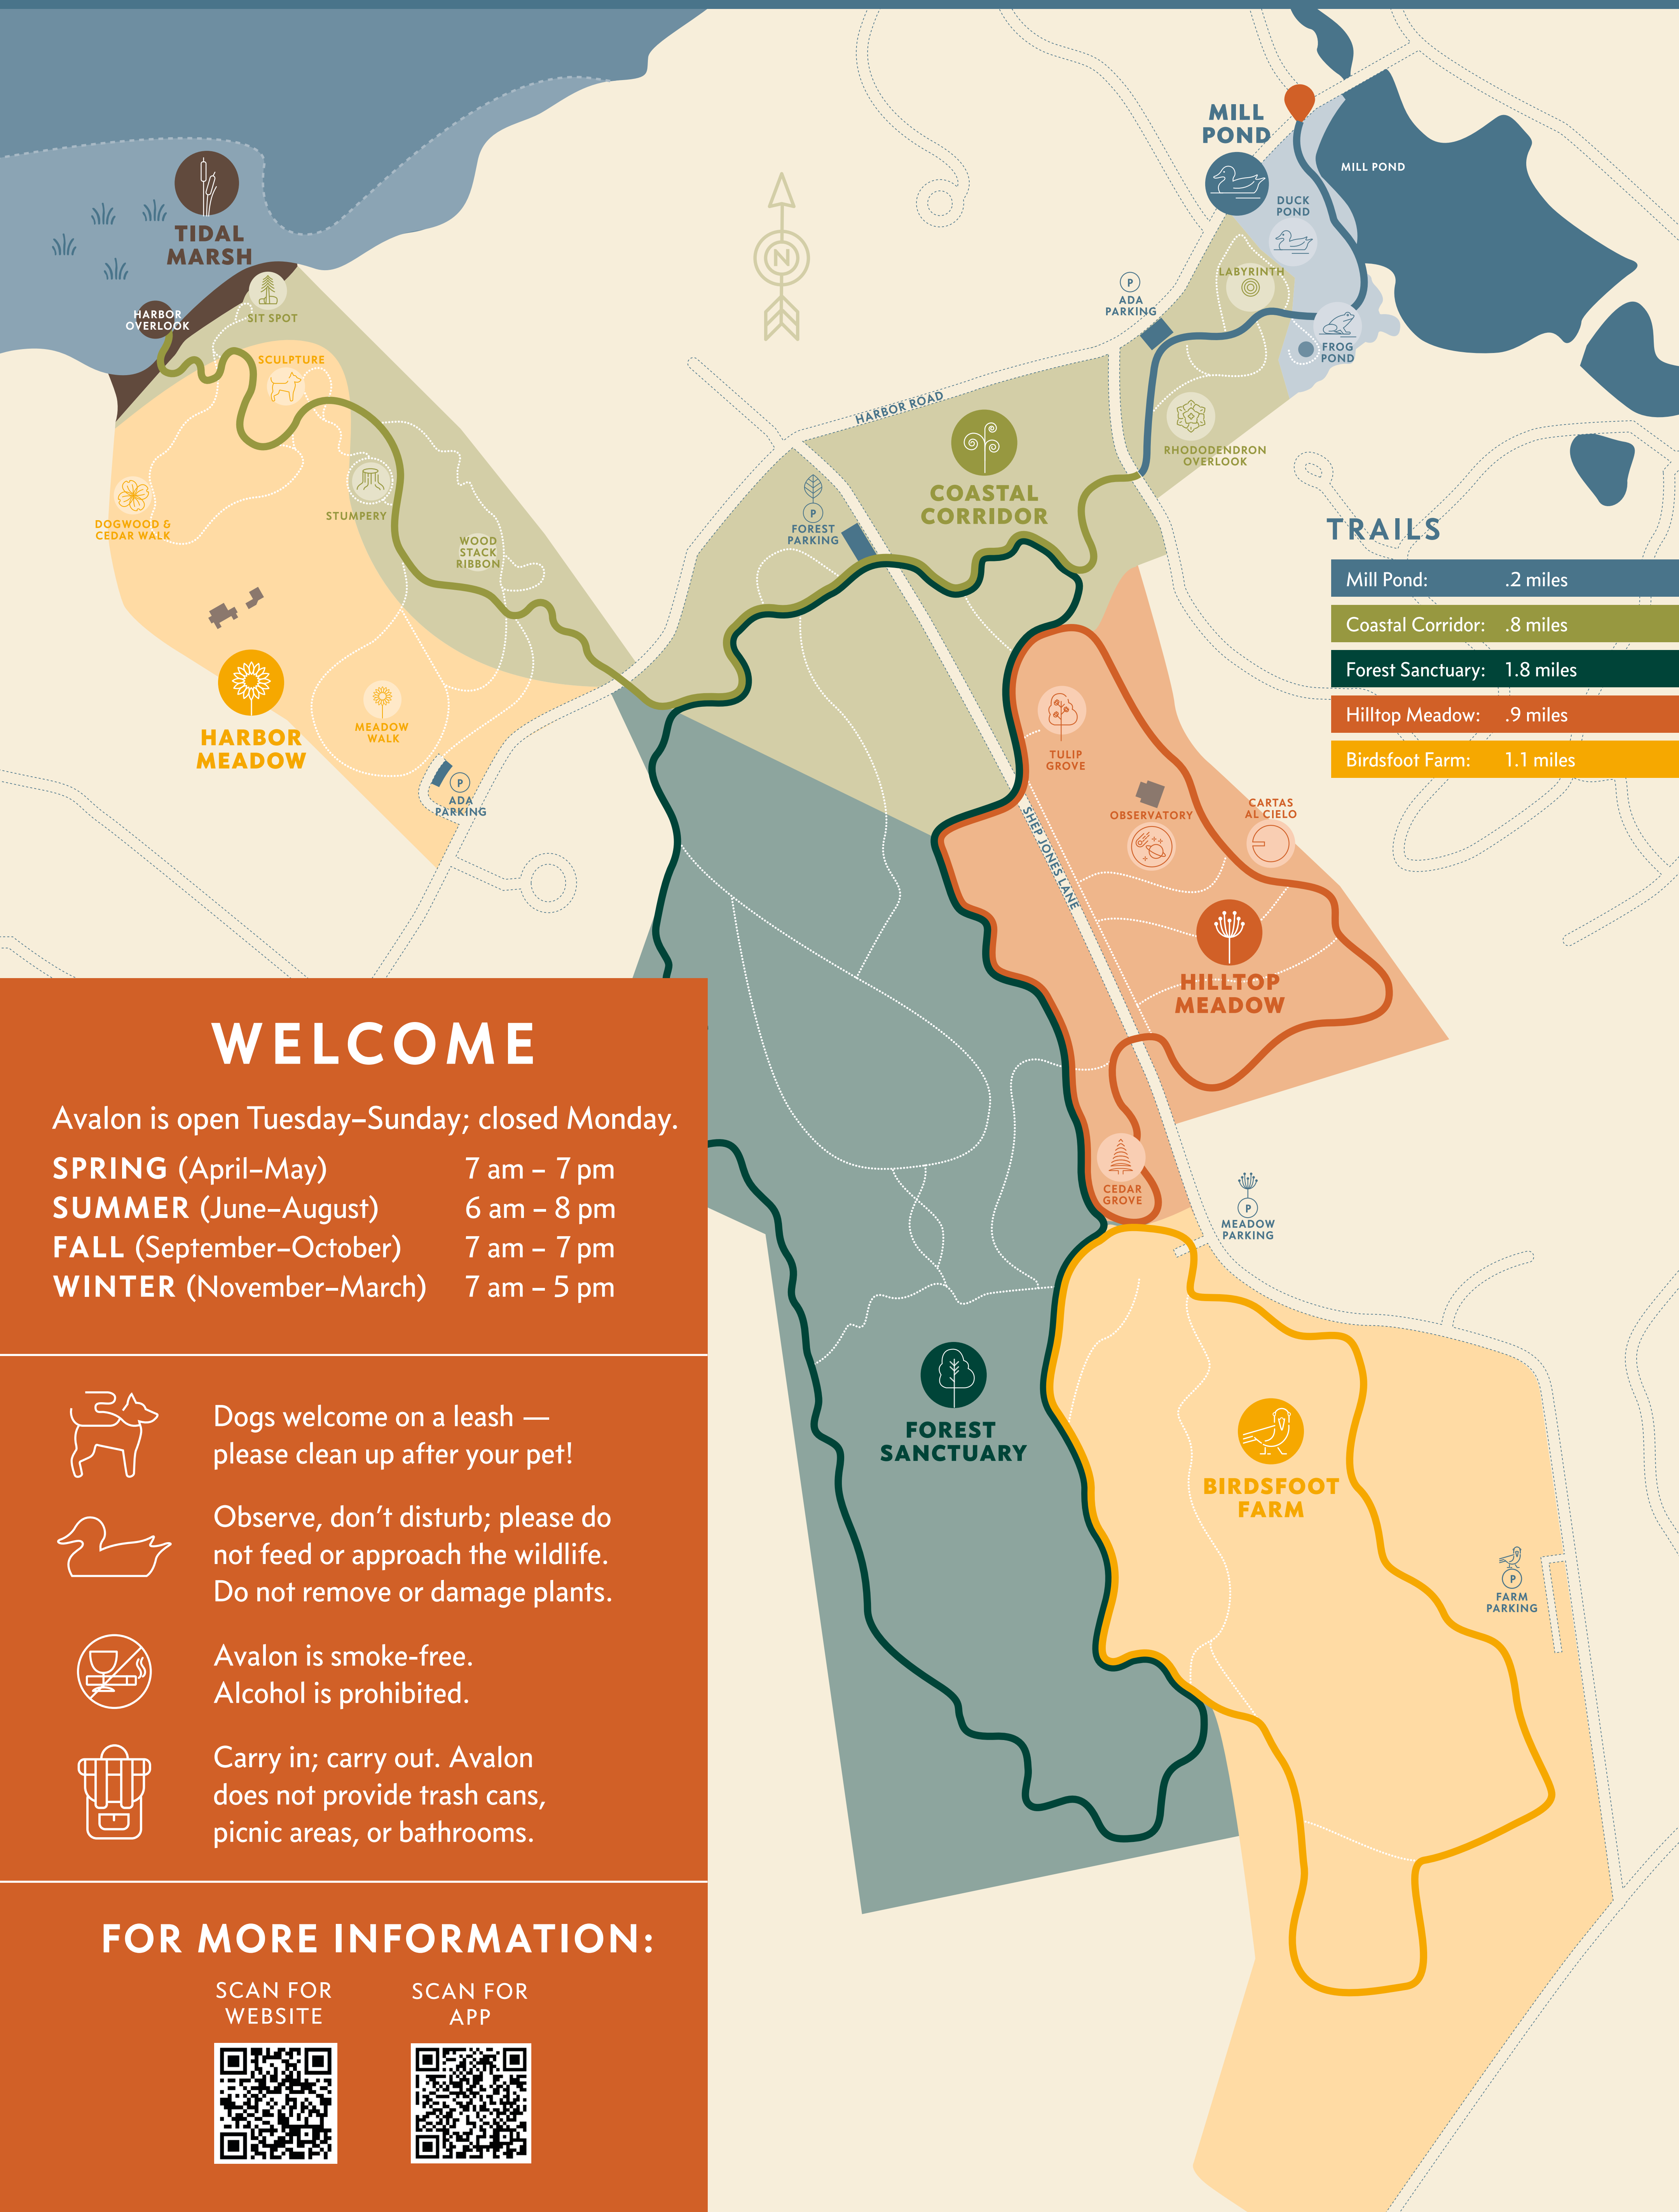 MILL
POND
MILL POND
DUCK
POND
LABYRINTH
FROG
POND
P
ADA
PARKING
RHODODENDRON
OVERLOOK
TIDAL
MARSH
HARBOR
OVERLOOK
SIT SPOT
SCULPTURE
N
HARBOR ROAD
COASTAL
CORRIDOR
P
FOREST
PARKING
STUMPERY
DOGWOOD &
CEDAR WALK
WOOD
STACK
RIBBON
HARBOR
MEADOW
MEADOW
WALK
P
ADA
PARKING
TRAILS
Mill Pond: .2 miles
Coastal Corridor: .8 miles
Forest Sanctuary: 1.8 miles
Hilltop Meadow: .9 miles
Birdsfoot Farm: 1.1 miles
TULIP
GROVE
OBSERVATORY
CARTAS
AL CIELO
SHEP JONES LANE
HILLTOP
MEADOW
CEDAR
GROVE
P
MEADOW
PARKING
FOREST
SANCTUARY
BIRDSFOOT
FARM
P
FARM
PARKING
WELCOME
Avalon is open Tuesday–Sunday; closed Monday.
SPRING (April–May) 7 am – 7 pm
SUMMER (June–August) 6 am – 8 pm
FALL (September–October) 7 am – 7 pm
WINTER (November–March) 7 am – 5 pm
Dogs welcome on a leash —
please clean up after your pet!
Observe, don’t disturb; please do
not feed or approach the wildlife.
Do not remove or damage plants.
Avalon is smoke-free.
Alcohol is prohibited.
Carry in; carry out. Avalon
does not provide trash cans,
picnic areas, or bathrooms.
FOR MORE INFORMATION:
SCAN FOR
WEBSITE
SCAN FOR
APP